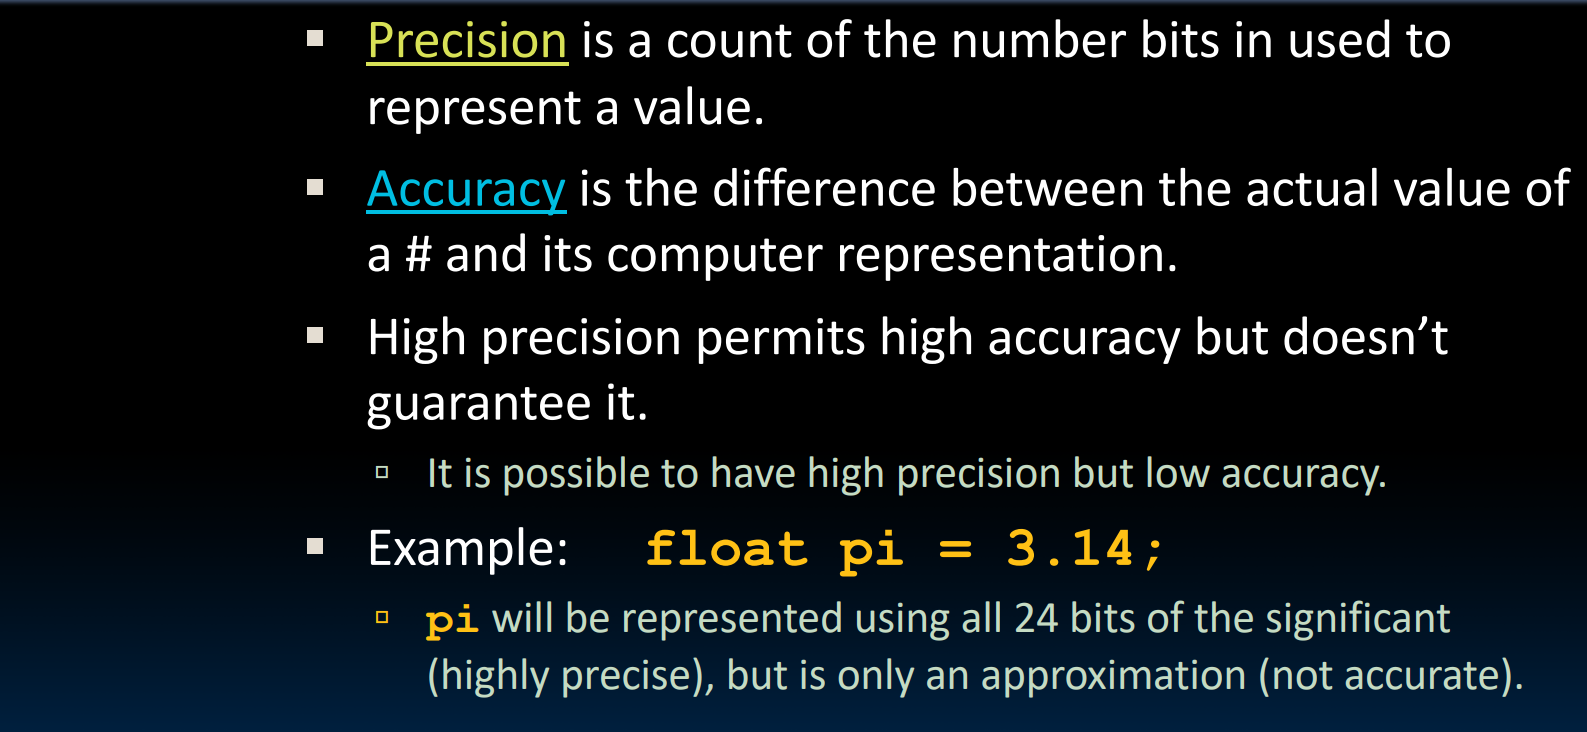 Precision is a count of the number bits in used to
represent a value.
Accuracy is the difference between the actual value of
a # and its computer representation.
High precision permits high accuracy but doesn’t
guarantee it.
It is possible to have high precision but low accuracy.
Example: float pi = 3.14;
pi will be represented using all 24 bits of the significant
(highly precise), but is only an approximation (not accurate).